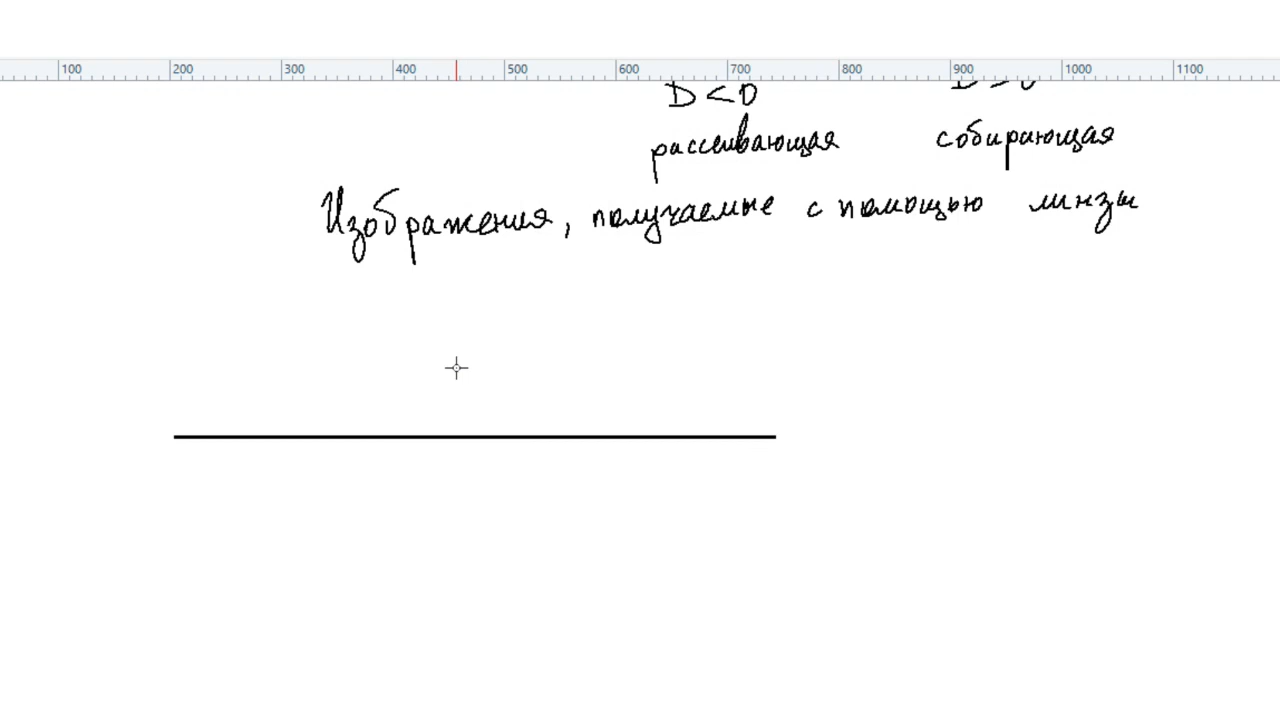 100 200 300 400 500 600 700 800 900 1000 1100
D < 0
рассеивающая собирающая
Изображения, получаемые с помощью линзы